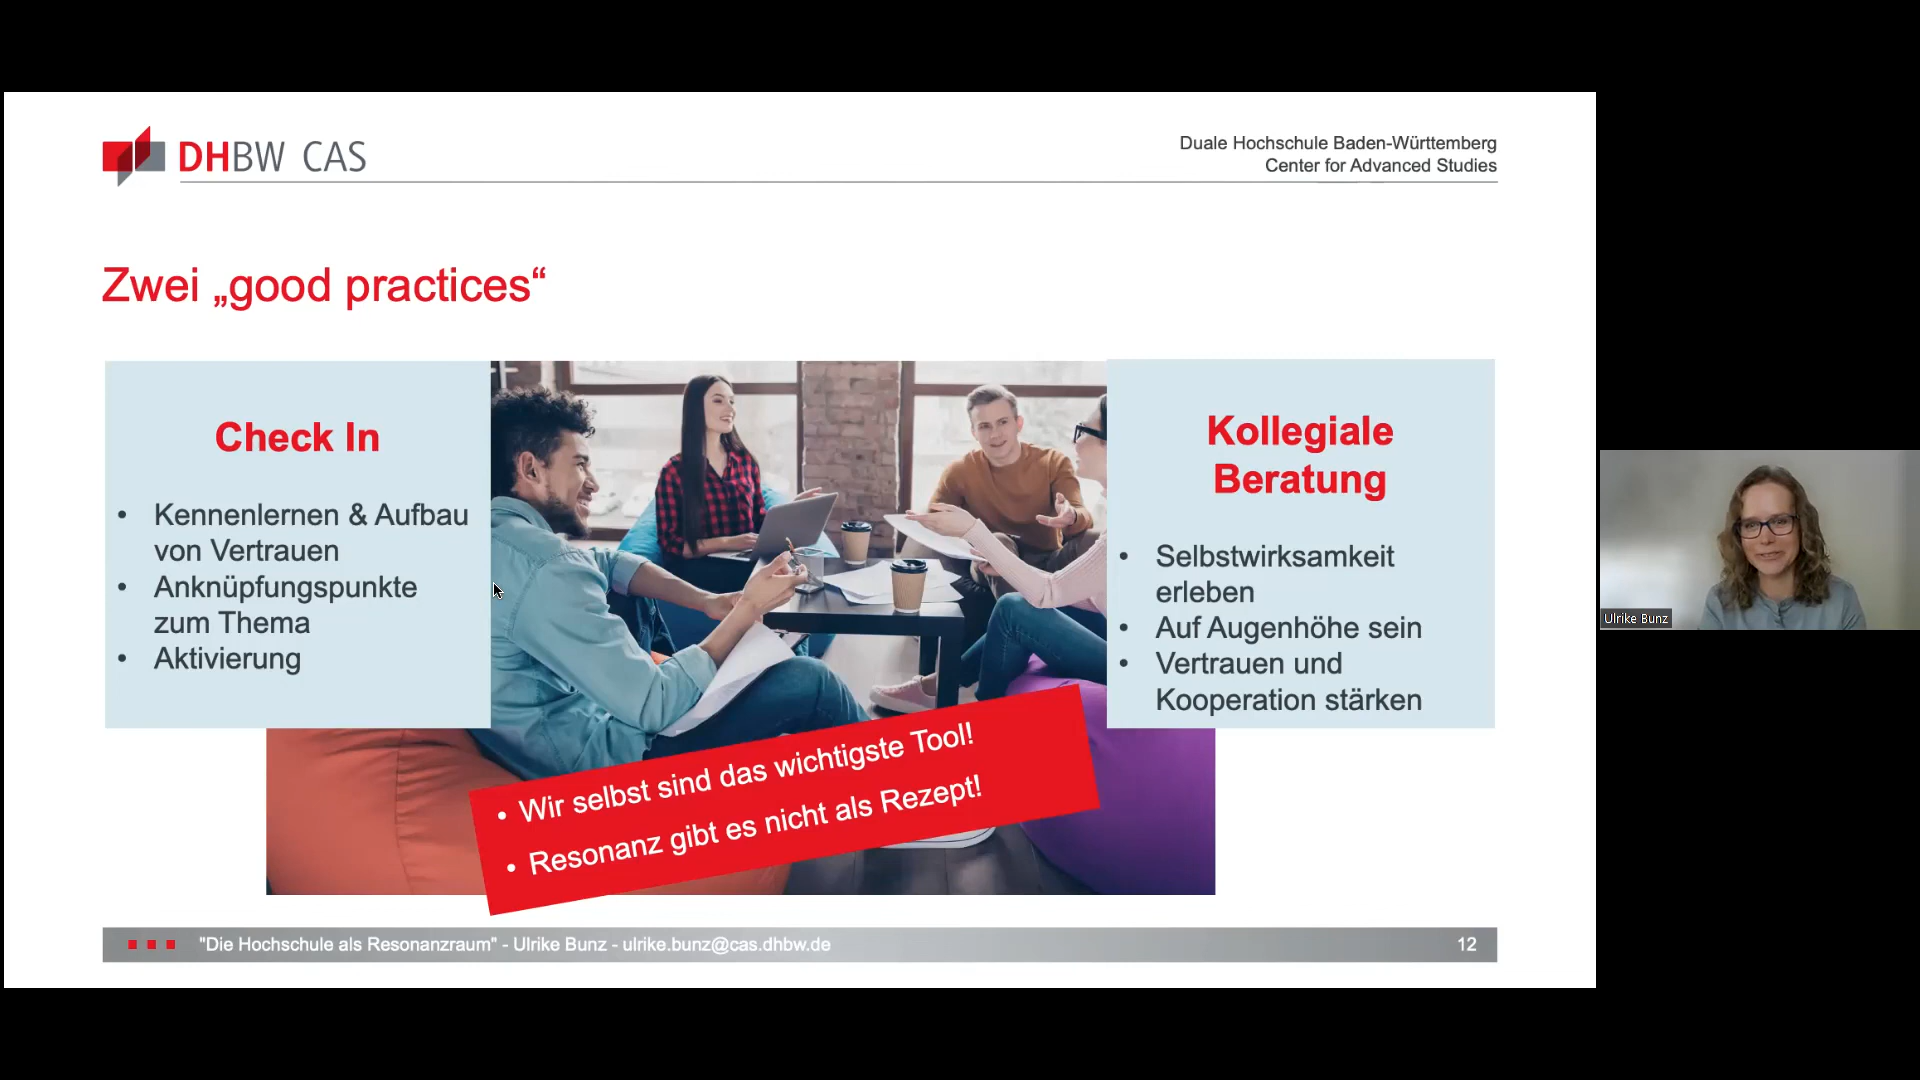 DHBW CAS
Duale Hochschule Baden-Württemberg
Center for Advanced Studies
Zwei „good practices“
Check In
• Kennenlernen & Aufbau
von Vertrauen
• Anknüpfungspunkte
zum Thema
• Aktivierung
Kollegiale
Beratung
• Selbstwirksamkeit
erleben
• Auf Augenhöhe sein
• Vertrauen und
Kooperation stärken
• Wir selbst sind das wichtigste Tool!
• Resonanz gibt es nicht als Rezept!
"Die Hochschule als Resonanzraum" - Ulrike Bunz - ulrike.bunz@cas.dhbw.de
12
Ulrike Bunz